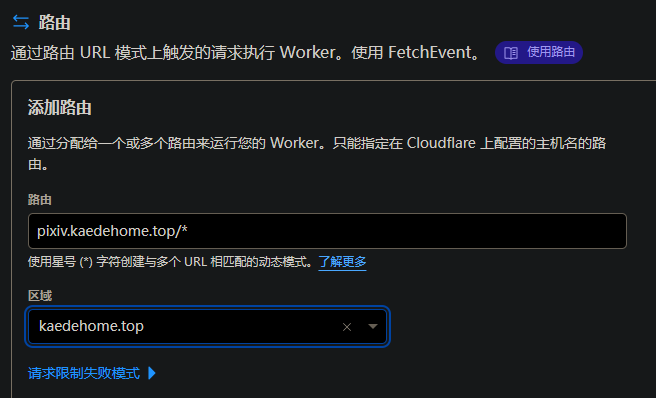 路由
通过路由 URL 模式上触发的请求执行 Worker。使用 FetchEvent。 使用路由
添加路由
通过分配给一个或多个路由来运行您的 Worker。只能指定在 Cloudflare 上配置的主机名的路
由。
路由
pixiv.kaedehome.top/*
使用星号 (*) 字符创建与多个 URL 相匹配的动态模式。了解更多
区域
kaedehome.top
请求限制失败模式